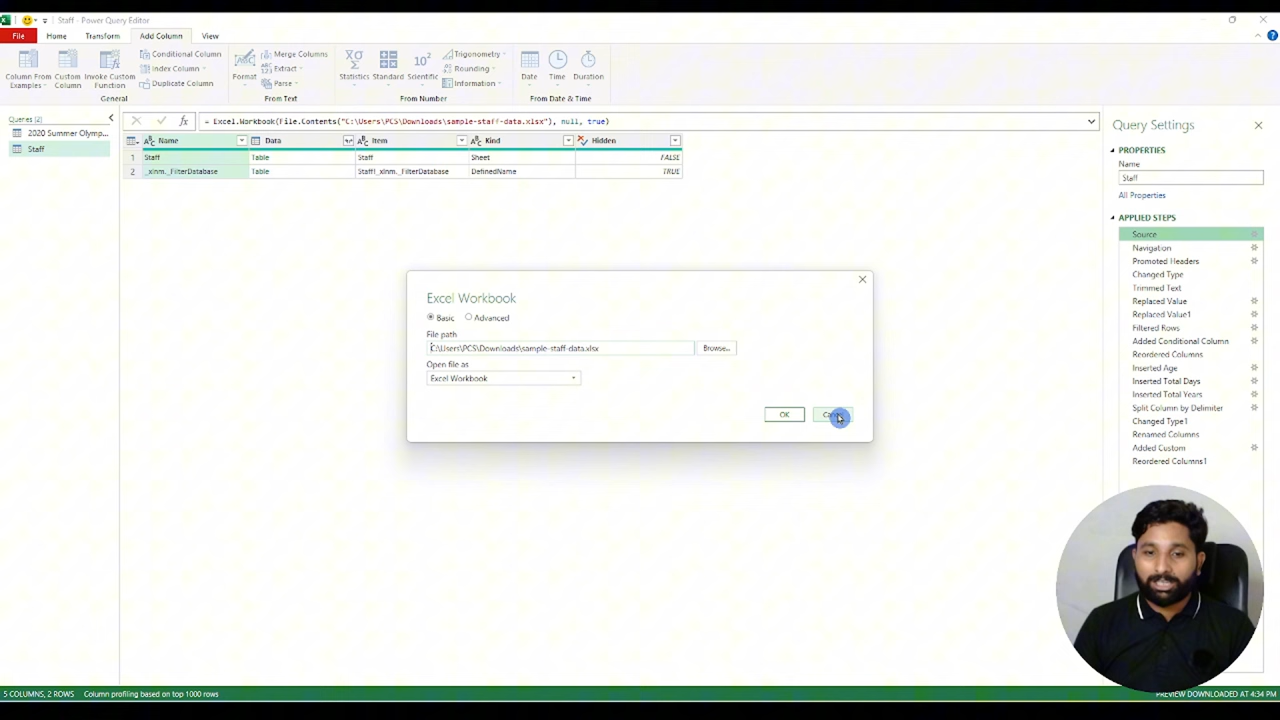 Staff - Power Query Editor
File Home Transform Add Column View
Column From Examples
Custom Column
Invoke Custom Function
Conditional Column
Index Column
Duplicate Column
General
Format
Merge Columns
Extract
Parse
From Text
Statistics
Standard
Scientific
Trigonometry
Rounding
Information
From Number
Date
Time
Duration
From Date & Time
Queries [2]
2020 Summer Olymp...
Staff
= Excel.Workbook(File.Contents("C:\Users\PCS\Downloads\sample-staff-data.xlsx"), null, true)
Name Data Item Kind Hidden
1 Staff Table Staff Sheet FALSE
2 _xlnm._FilterDatabase Table Staff!_xlnm._FilterDatabase DefinedName TRUE
Excel Workbook
Basic Advanced
File path
C:\Users\PCS\Downloads\sample-staff-data.xlsx Browse...
Open file as
Excel Workbook
OK
Query Settings
PROPERTIES
Name
Staff
All Properties
APPLIED STEPS
Source
Navigation
Promoted Headers
Changed Type
Trimmed Text
Replaced Value
Replaced Value1
Filtered Rows
Added Conditional Column
Reordered Columns
Inserted Age
Inserted Total Days
Inserted Total Years
Split Column by Delimiter
Changed Type1
Renamed Columns
Added Custom
Reordered Columns1
5 COLUMNS, 2 ROWS Column profiling based on top 1000 rows
PREVIEW DOWNLOADED AT 4:34 PM